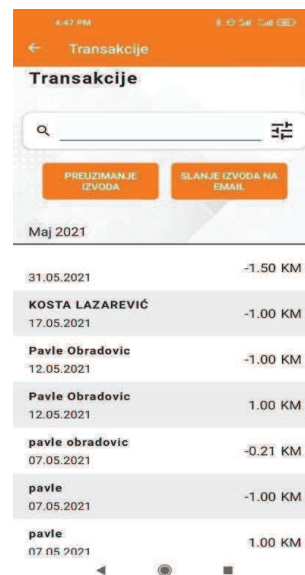 4:47 PM
Transakcije
Transakcije
PREUZIMANJE
IZVODA
SLANJE IZVODA NA
EMAIL
Maj 2021
31.05.2021
-1.50 KM
KOSTA LAZAREVIĆ
17.05.2021
-1.00 KM
Pavle Obradovic
12.05.2021
-1.00 KM
Pavle Obradovic
12.05.2021
1.00 KM
pavle obradovic
07.05.2021
-0.21 KM
pavle
07.05.2021
-1.00 KM
pavle
07.05.2021
1.00 KM